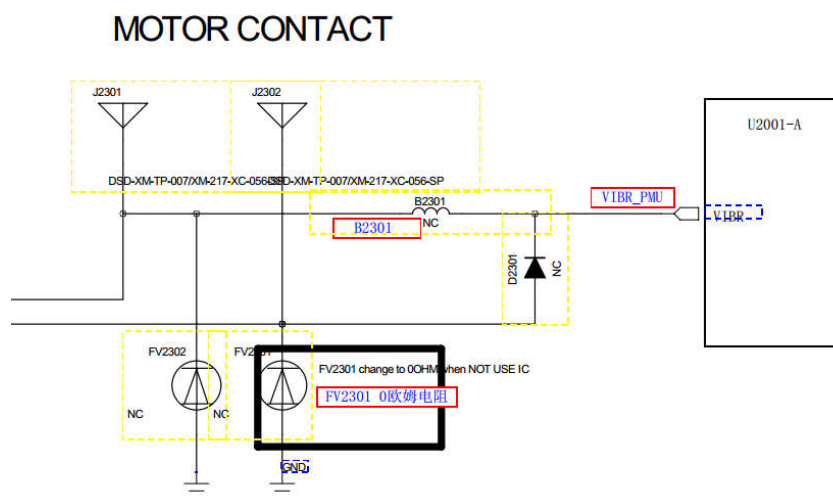 MOTOR CONTACT
J2301
J2302
U2001-A
DSD-XM-TP-007/XM-217-XC-056-SP
DSD-XM-TP-007/XM-217-XC-056-SP
B2301
NC
B2301
VIBR_PMU
VIBR
D2301
NC
FV2302
FV2301
FV2301 change to 0OHM when NOT USE IC
FV2301 0欧姆电阻
NC
NC
GND